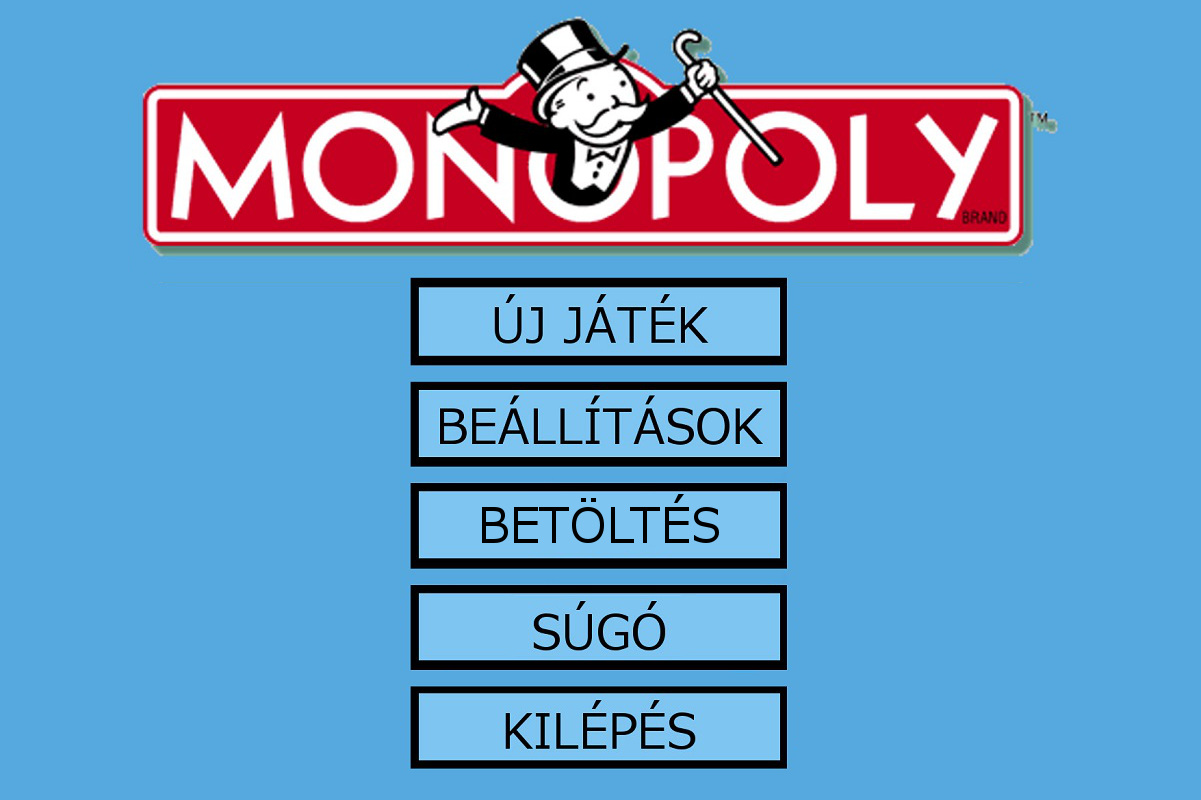 MONOPOLY
TM
BRAND
ÚJ JÁTÉK
BEÁLLÍTÁSOK
BETÖLTÉS
SÚGÓ
KILÉPÉS